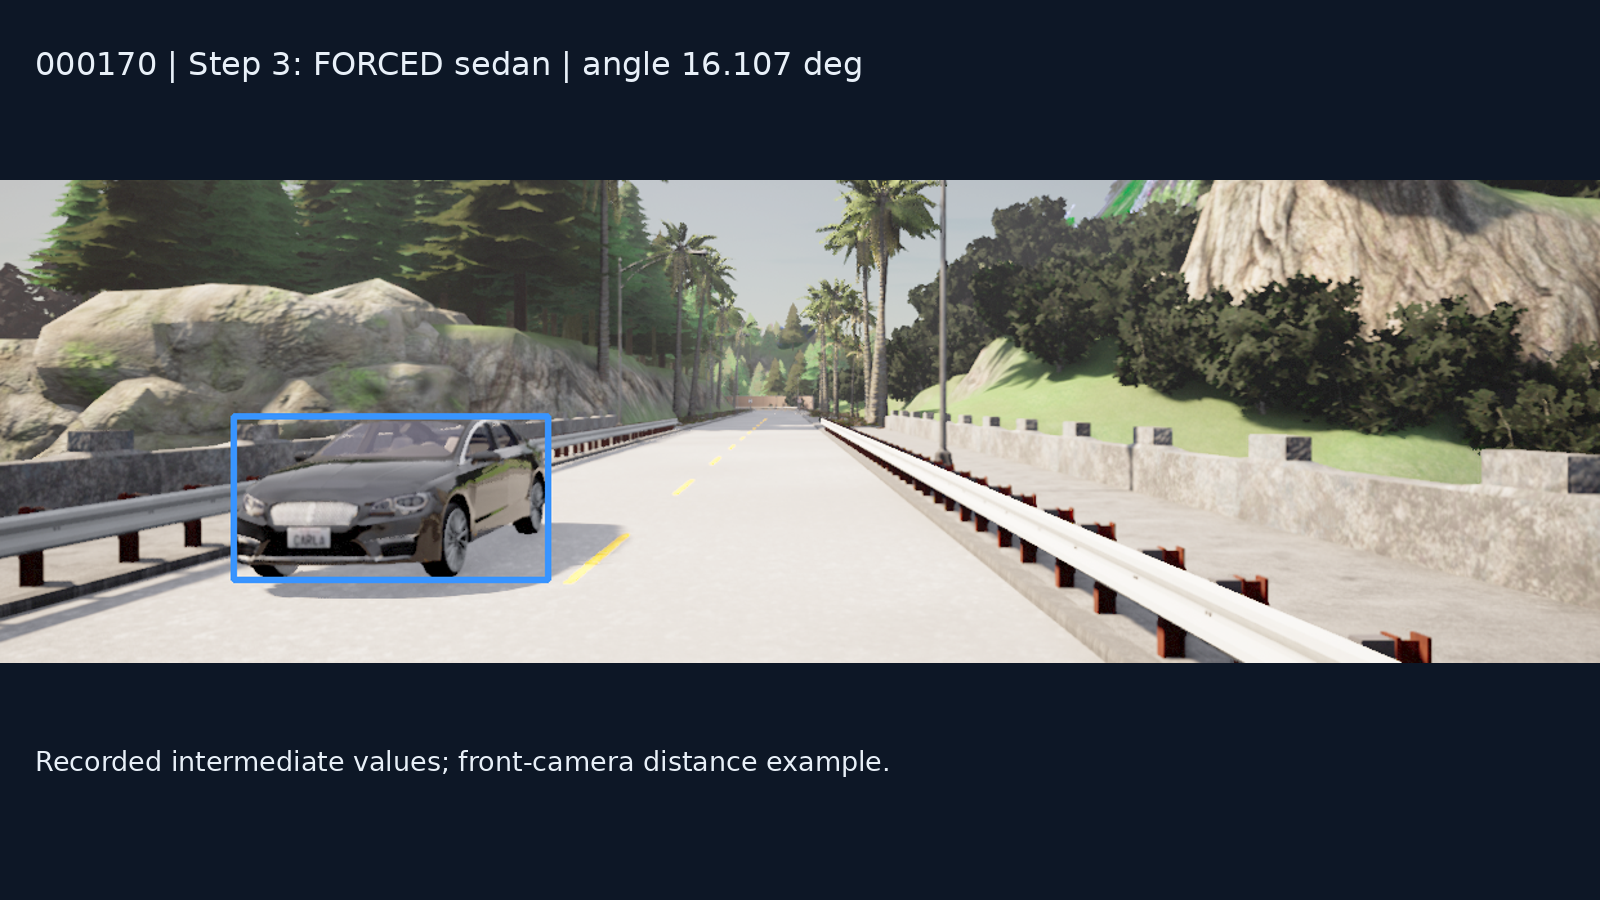 000170 | Step 3: FORCED sedan | angle 16.107 deg
CARLA
Recorded intermediate values; front-camera distance example.